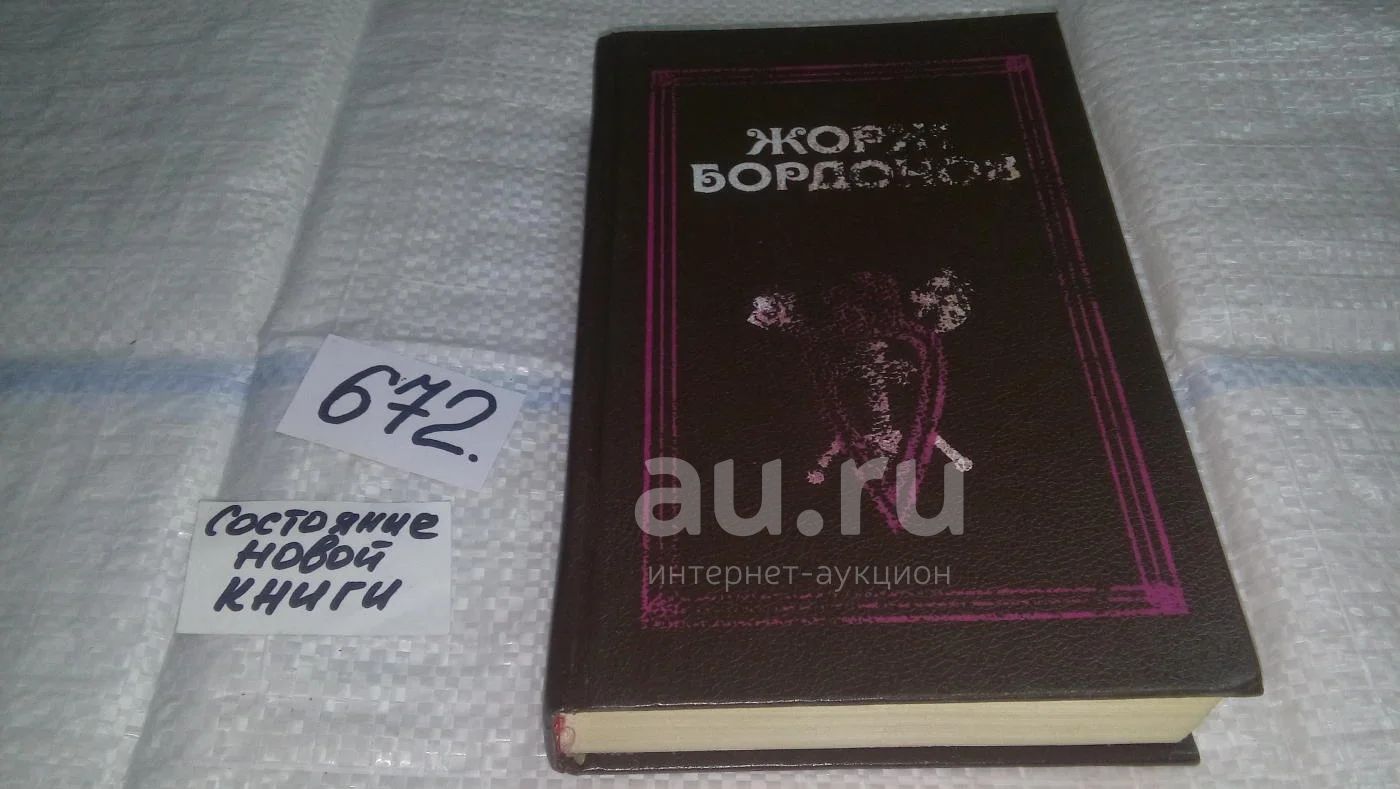 ЖОРЖ
БОРДОНОВ
672.
СОСТОЯНИЕ
НОВОЙ
КНИГИ
au.ru
интернет-аукцион